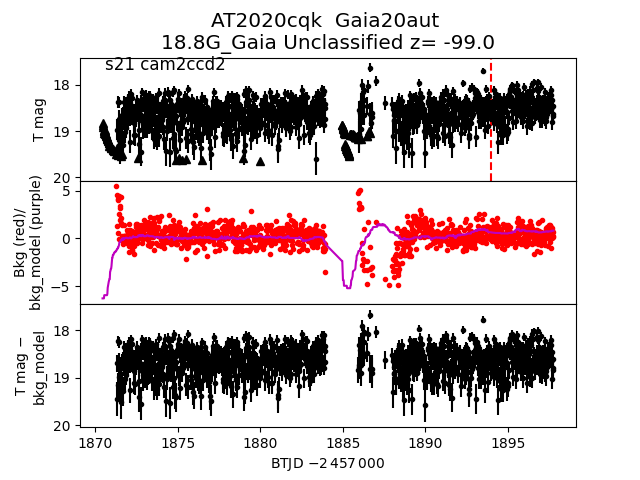 AT2020cqk  Gaia20aut
18.8G_Gaia Unclassified z= -99.0
s21 cam2ccd2
T mag
18
19
20
Bkg (red)/
bkg_model (purple)
5
0
−5
T mag −
bkg_model
18
19
20
1870
1875
1880
1885
1890
1895
BTJD −2 457 000